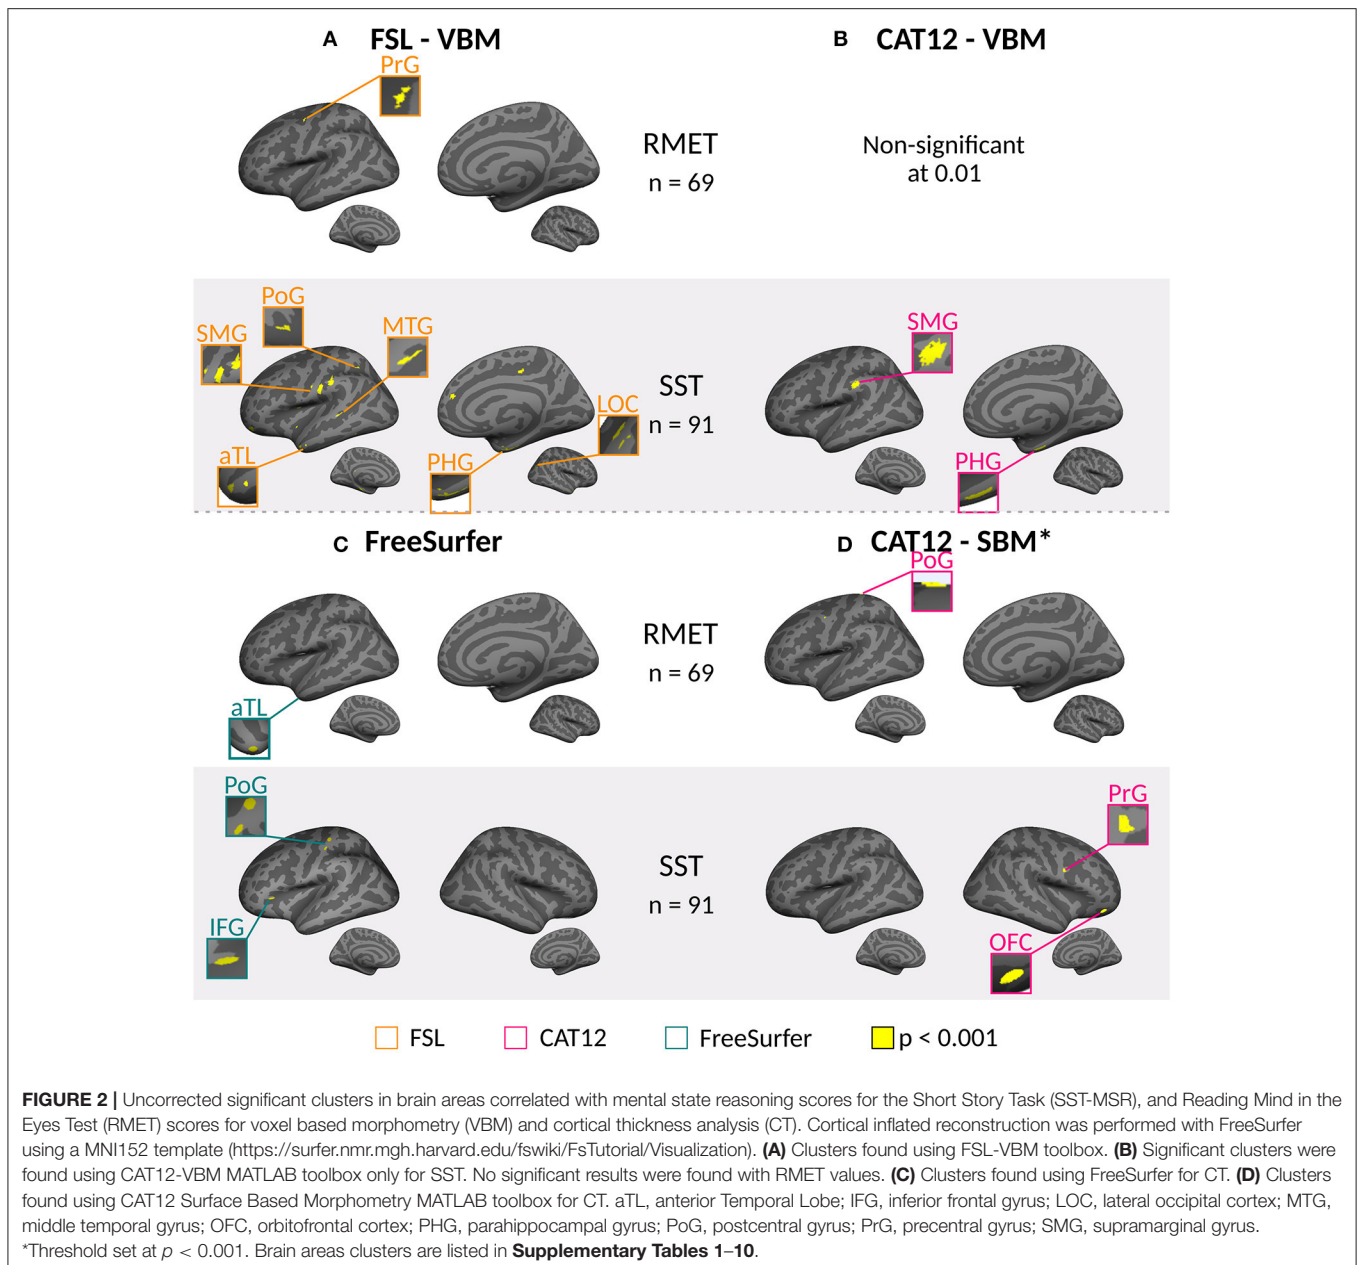 A FSL - VBM
B CAT12 - VBM
PrG
RMET
n = 69
Non-significant
at 0.01
PoG
SMG
MTG
SMG
SST
n = 91
LOC
aTL
PHG
PHG
C FreeSurfer
D CAT12 - SBM*
PoG
RMET
n = 69
aTL
PoG
PrG
SST
n = 91
IFG
OFC
FSL
CAT12
FreeSurfer
p < 0.001
FIGURE 2 | Uncorrected significant clusters in brain areas correlated with mental state reasoning scores for the Short Story Task (SST-MSR), and Reading Mind in the
Eyes Test (RMET) scores for voxel based morphometry (VBM) and cortical thickness analysis (CT). Cortical inflated reconstruction was performed with FreeSurfer
using a MNI152 template (https://surfer.nmr.mgh.harvard.edu/fswiki/FsTutorial/Visualization). (A) Clusters found using FSL-VBM toolbox. (B) Significant clusters were
found using CAT12-VBM MATLAB toolbox only for SST. No significant results were found with RMET values. (C) Clusters found using FreeSurfer for CT. (D) Clusters
found using CAT12 Surface Based Morphometry MATLAB toolbox for CT. aTL, anterior Temporal Lobe; IFG, inferior frontal gyrus; LOC, lateral occipital cortex; MTG,
middle temporal gyrus; OFC, orbitofrontal cortex; PHG, parahippocampal gyrus; PoG, postcentral gyrus; PrG, precentral gyrus; SMG, supramarginal gyrus.
*Threshold set at p < 0.001. Brain areas clusters are listed in Supplementary Tables 1–10.